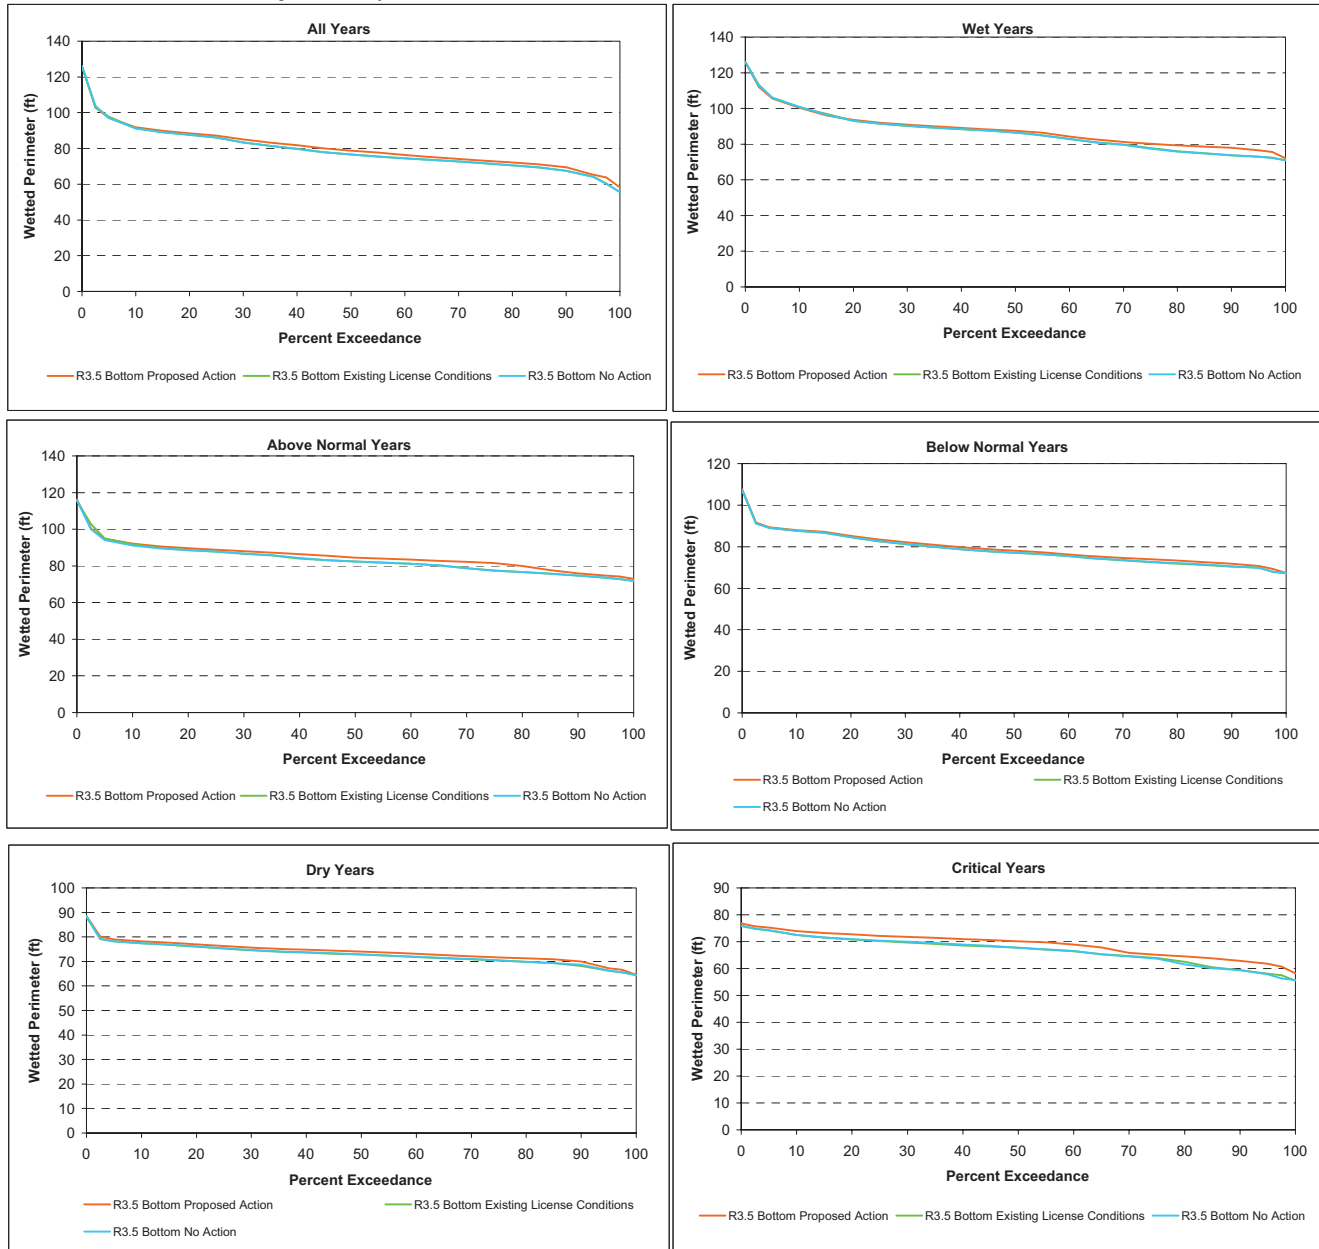 All Years
Wetted Perimeter (ft)
140
120
100
80
60
40
20
0
0 10 20 30 40 50 60 70 80 90 100
Percent Exceedance
R3.5 Bottom Proposed Action R3.5 Bottom Existing License Conditions R3.5 Bottom No Action
Wet Years
Wetted Perimeter (ft)
140
120
100
80
60
40
20
0
0 10 20 30 40 50 60 70 80 90 100
Percent Exceedance
R3.5 Bottom Proposed Action R3.5 Bottom Existing License Conditions R3.5 Bottom No Action
Above Normal Years
Wetted Perimeter (ft)
140
120
100
80
60
40
20
0
0 10 20 30 40 50 60 70 80 90 100
Percent Exceedance
R3.5 Bottom Proposed Action R3.5 Bottom Existing License Conditions R3.5 Bottom No Action
Below Normal Years
Wetted Perimeter (ft)
120
100
80
60
40
20
0
0 10 20 30 40 50 60 70 80 90 100
Percent Exceedance
R3.5 Bottom Proposed Action R3.5 Bottom Existing License Conditions
R3.5 Bottom No Action
Dry Years
Wetted Perimeter (ft)
100
90
80
70
60
50
40
30
20
10
0
0 10 20 30 40 50 60 70 80 90 100
Percent Exceedance
R3.5 Bottom Proposed Action R3.5 Bottom Existing License Conditions
R3.5 Bottom No Action
Critical Years
Wetted Perimeter (ft)
90
80
70
60
50
40
30
20
10
0
0 10 20 30 40 50 60 70 80 90 100
Percent Exceedance
R3.5 Bottom Proposed Action R3.5 Bottom Existing License Conditions R3.5 Bottom No Action